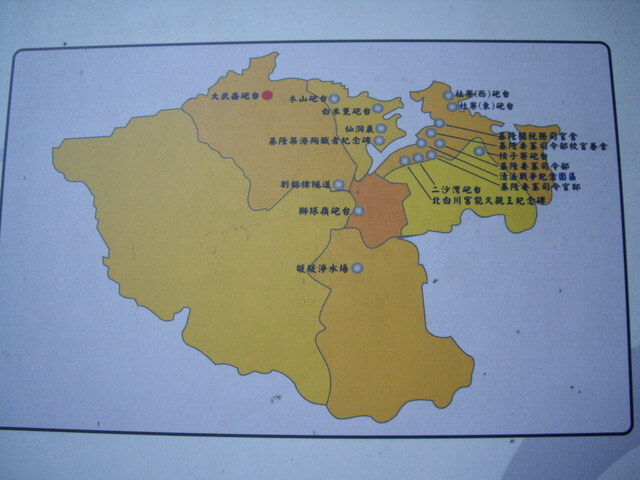 大武崙砲台
木山砲台
白米甕砲台
仙洞巖
基隆築港殉職者紀念碑
劉銘傳隧道
獅球嶺砲台
暖暖淨水場
社寮(西)砲台
社寮(東)砲台
基隆關稅務司官舍
基隆要塞司令部校官眷舍
槓子寮砲台
基隆要塞司令部
清法戰爭紀念園區
基隆要塞司令官邸
二沙灣砲台
北白川宮能久親王紀念碑